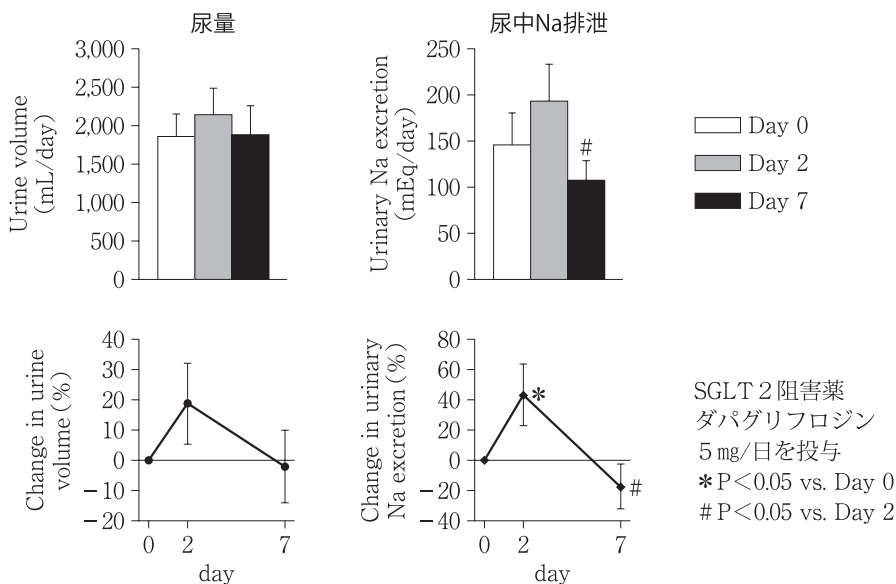 尿量
3,000
2,500
2,000
1,500
1,000
500
0
Urine volume
(mL/day)
尿中Na排泄
250
200
150
100
50
0
Urinary Na excretion
(mEq/day)
#
Day 0
Day 2
Day 7
40
30
20
10
0
－10
－20
Change in urine
volume(%)
0 2 7
day
80
60
40
20
0
－20
－40
Change in urinary
Na excretion(%)
*
#
0 2 7
day
SGLT2阻害薬
ダパグリフロジン
5㎎/日を投与
*P＜0.05 vs. Day 0
#P＜0.05 vs. Day 2